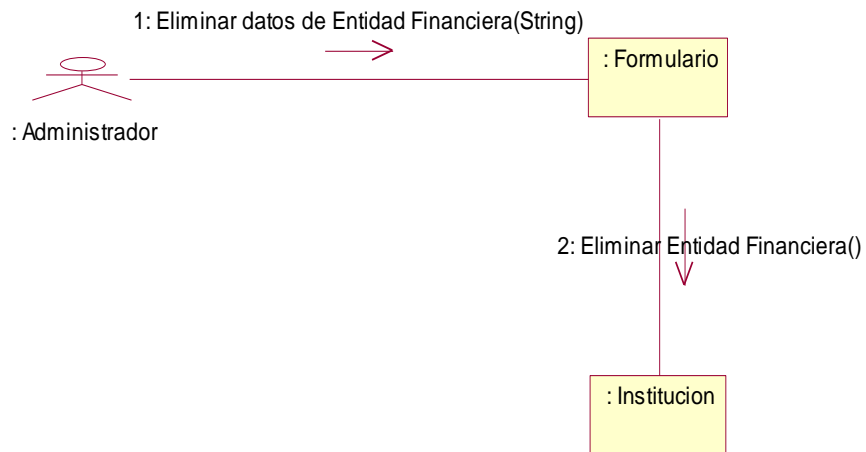 1: Eliminar datos de Entidad Financiera(String)
: Formulario
: Administrador
2: Eliminar Entidad Financiera()
: Institucion